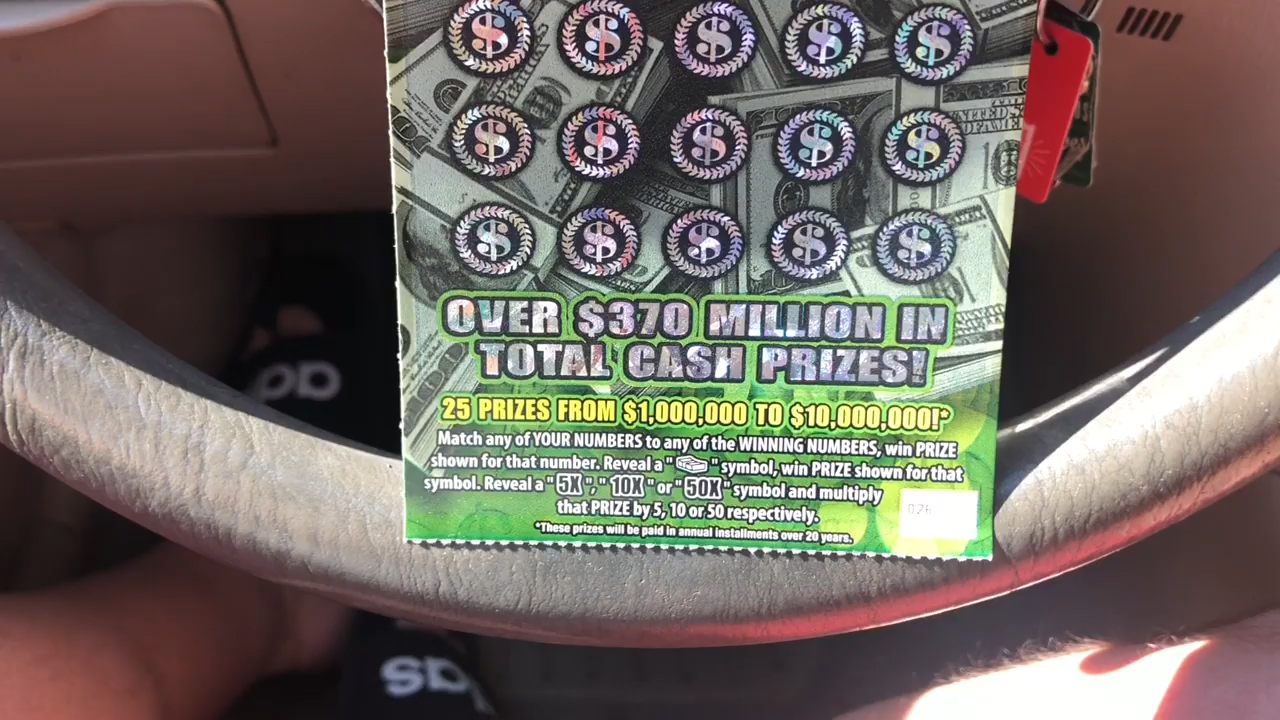 OVER $370 MILLION IN
TOTAL CASH PRIZES!
25 PRIZES FROM $1,000,000 TO $10,000,000!*
Match any of YOUR NUMBERS to any of the WINNING NUMBERS, win PRIZE
shown for that number. Reveal a " " symbol, win PRIZE shown for that
symbol. Reveal a "5X", "10X" or "50X" symbol and multiply
that PRIZE by 5, 10 or 50 respectively.
026
*These prizes will be paid in annual installments over 20 years.